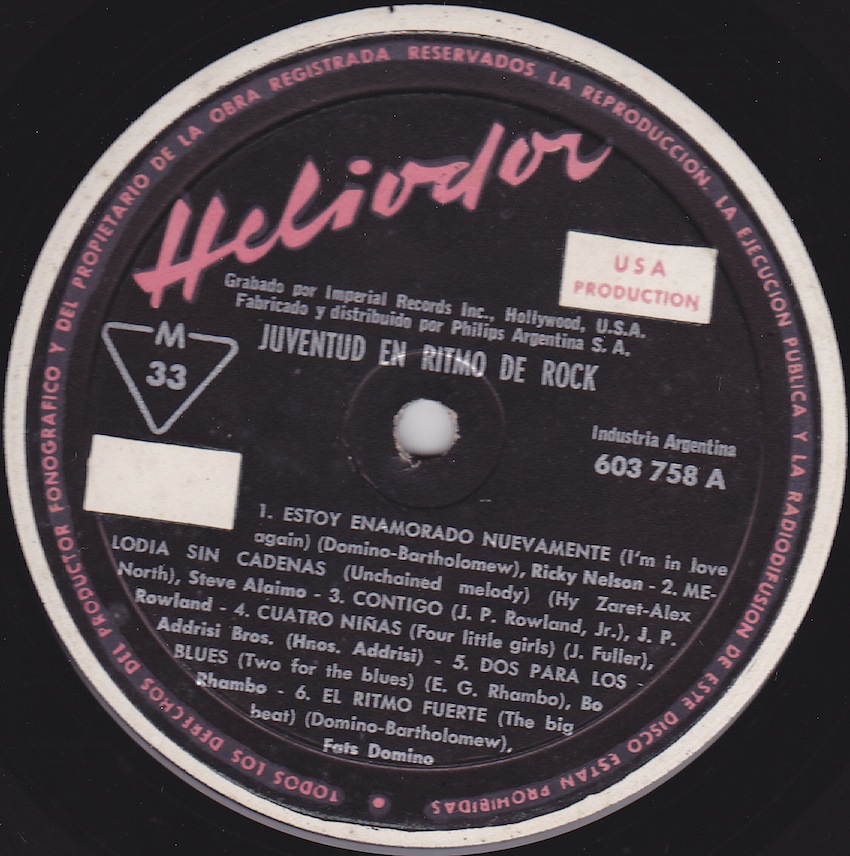 TODOS LOS DERECHOS DEL PRODUCTOR FONOGRAFICO Y DEL PROPIETARIO DE LA OBRA REGISTRADA RESERVADOS. LA REPRODUCCION, LA EJECUCION PUBLICA Y LA RADIODIFUSION DE ESTE DISCO ESTAN PROHIBIDAS
Heliodor
USA
PRODUCTION
Grabado por Imperial Records Inc., Hollywood, U.S.A.
Fabricado y distribuido por Philips Argentina S. A.
M
33
JUVENTUD EN RITMO DE ROCK
Industria Argentina
603 758 A
1. ESTOY ENAMORADO NUEVAMENTE (I'm in love
again) (Domino-Bartholomew), Ricky Nelson - 2. ME-
LODIA SIN CADENAS (Unchained melody) (Hy Zaret-Alex
North), Steve Alaimo - 3. CONTIGO (J. P. Rowland, Jr.), J. P.
Rowland - 4. CUATRO NIÑAS (Four little girls) (J. Fuller),
Addrisi Bros. (Hnos. Addrisi) - 5. DOS PARA LOS -
BLUES (Two for the blues) (E. G. Rhambo), Bo
Rhambo - 6. EL RITMO FUERTE (The big
beat) (Domino-Bartholomew),
Fats Domino